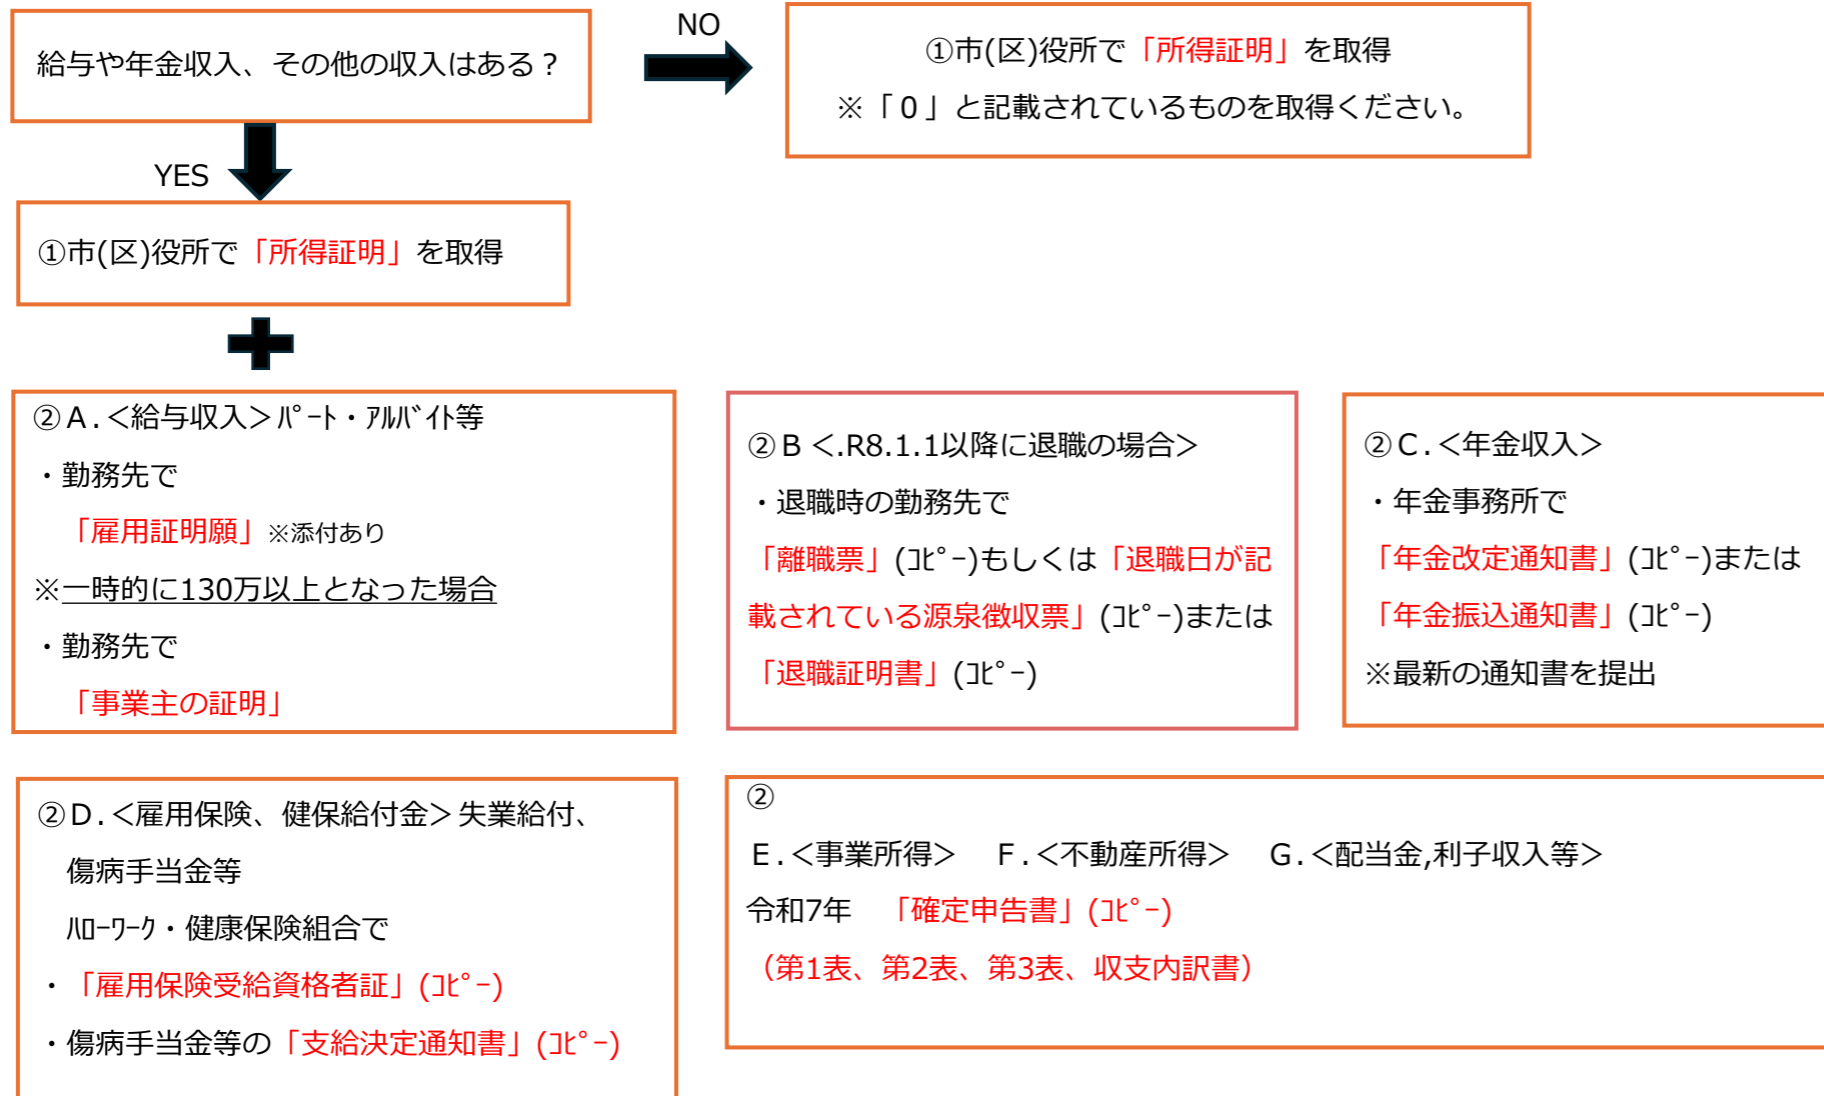 給与や年金収入、その他の収入はある？
NO
①市(区)役所で「所得証明」を取得
※「０」と記載されているものを取得ください。
YES
①市(区)役所で「所得証明」を取得
②Ａ.＜給与収入＞ﾊﾟｰﾄ・ｱﾙﾊﾞｲﾄ等
・勤務先で
「雇用証明願」※添付あり
※一時的に130万以上となった場合
・勤務先で
「事業主の証明」
②Ｂ＜.R8.1.1以降に退職の場合＞
・退職時の勤務先で
「離職票」(ｺﾋﾟｰ)もしくは「退職日が記
載されている源泉徴収票」(ｺﾋﾟｰ)または
「退職証明書」(ｺﾋﾟｰ)
②Ｃ.＜年金収入＞
・年金事務所で
「年金改定通知書」(ｺﾋﾟｰ)または
「年金振込通知書」(ｺﾋﾟｰ)
※最新の通知書を提出
②Ｄ.＜雇用保険、健保給付金＞失業給付、
傷病手当金等
ﾊﾛｰﾜｰｸ・健康保険組合で
・「雇用保険受給資格者証」(ｺﾋﾟｰ)
・傷病手当金等の「支給決定通知書」(ｺﾋﾟｰ)
②
Ｅ.＜事業所得＞　Ｆ.＜不動産所得＞　Ｇ.＜配当金,利子収入等＞
令和7年　「確定申告書」(ｺﾋﾟｰ)
（第1表、第2表、第3表、収支内訳書）